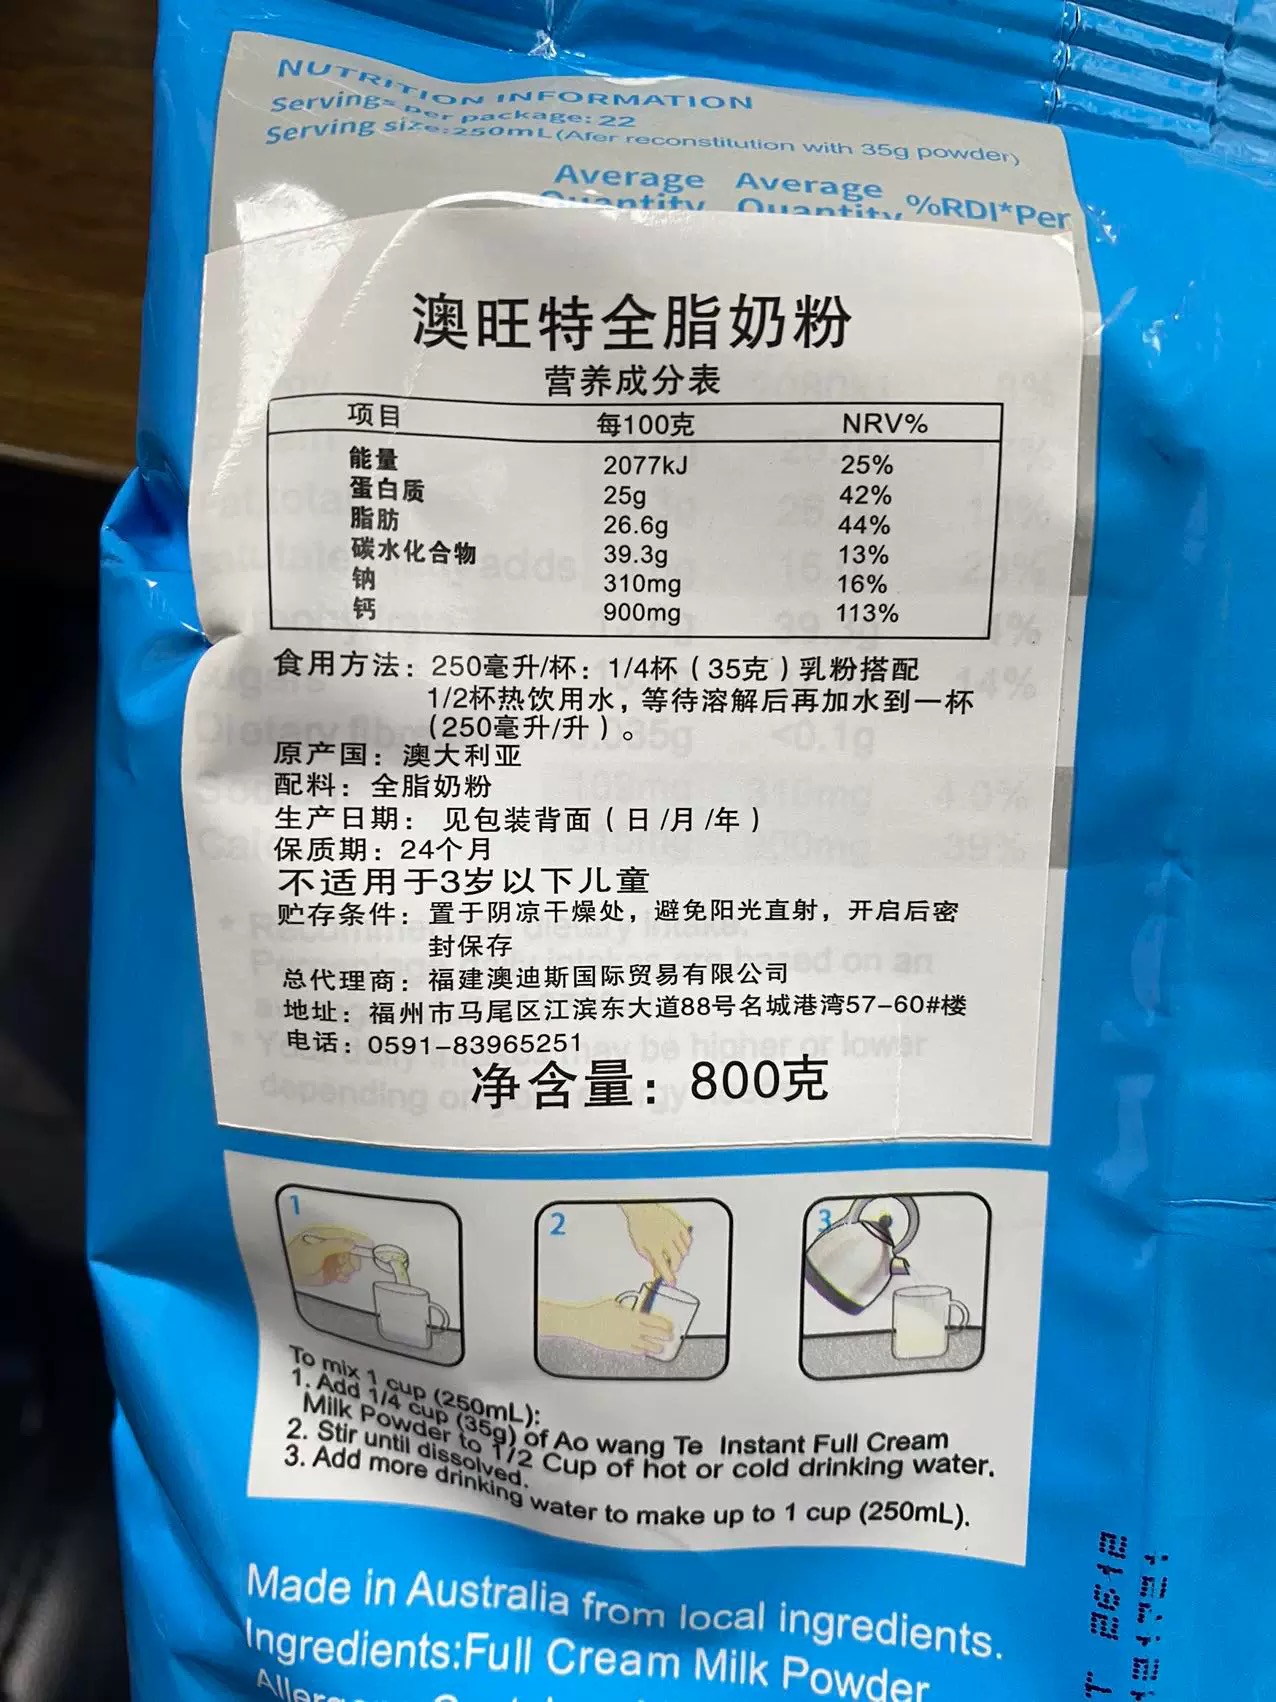 NUTRITION INFORMATION
Servings per package: 22
Serving size:250mL(Afer reconstitution with 35g powder)
Average Average
Quantity Quantity %RDI*Per
澳旺特全脂奶粉
营养成分表
项目 每100克 NRV%
能量 2077kJ 25%
蛋白质 25g 42%
脂肪 26.6g 44%
碳水化合物 39.3g 13%
钠 310mg 16%
钙 900mg 113%
食用方法：250毫升/杯：1/4杯（35克）乳粉搭配
1/2杯热饮用水，等待溶解后再加水到一杯
（250毫升/升）。
原产国：澳大利亚
配料：全脂奶粉
生产日期： 见包装背面（日/月/年）
保质期：24个月
不适用于3岁以下儿童
贮存条件：置于阴凉干燥处，避免阳光直射，开启后密
封保存
总代理商：福建澳迪斯国际贸易有限公司
地址：福州市马尾区江滨东大道88号名城港湾57-60#楼
电话：0591-83965251
净含量：800克
1
2
3
To mix 1 cup (250mL):
1. Add 1/4 cup (35g) of Ao wang Te Instant Full Cream
Milk Powder to 1/2 Cup of hot or cold drinking water.
2. Stir until dissolved.
3. Add more drinking water to make up to 1 cup (250mL).
Made in Australia from local ingredients.
Ingredients:Full Cream Milk Powder